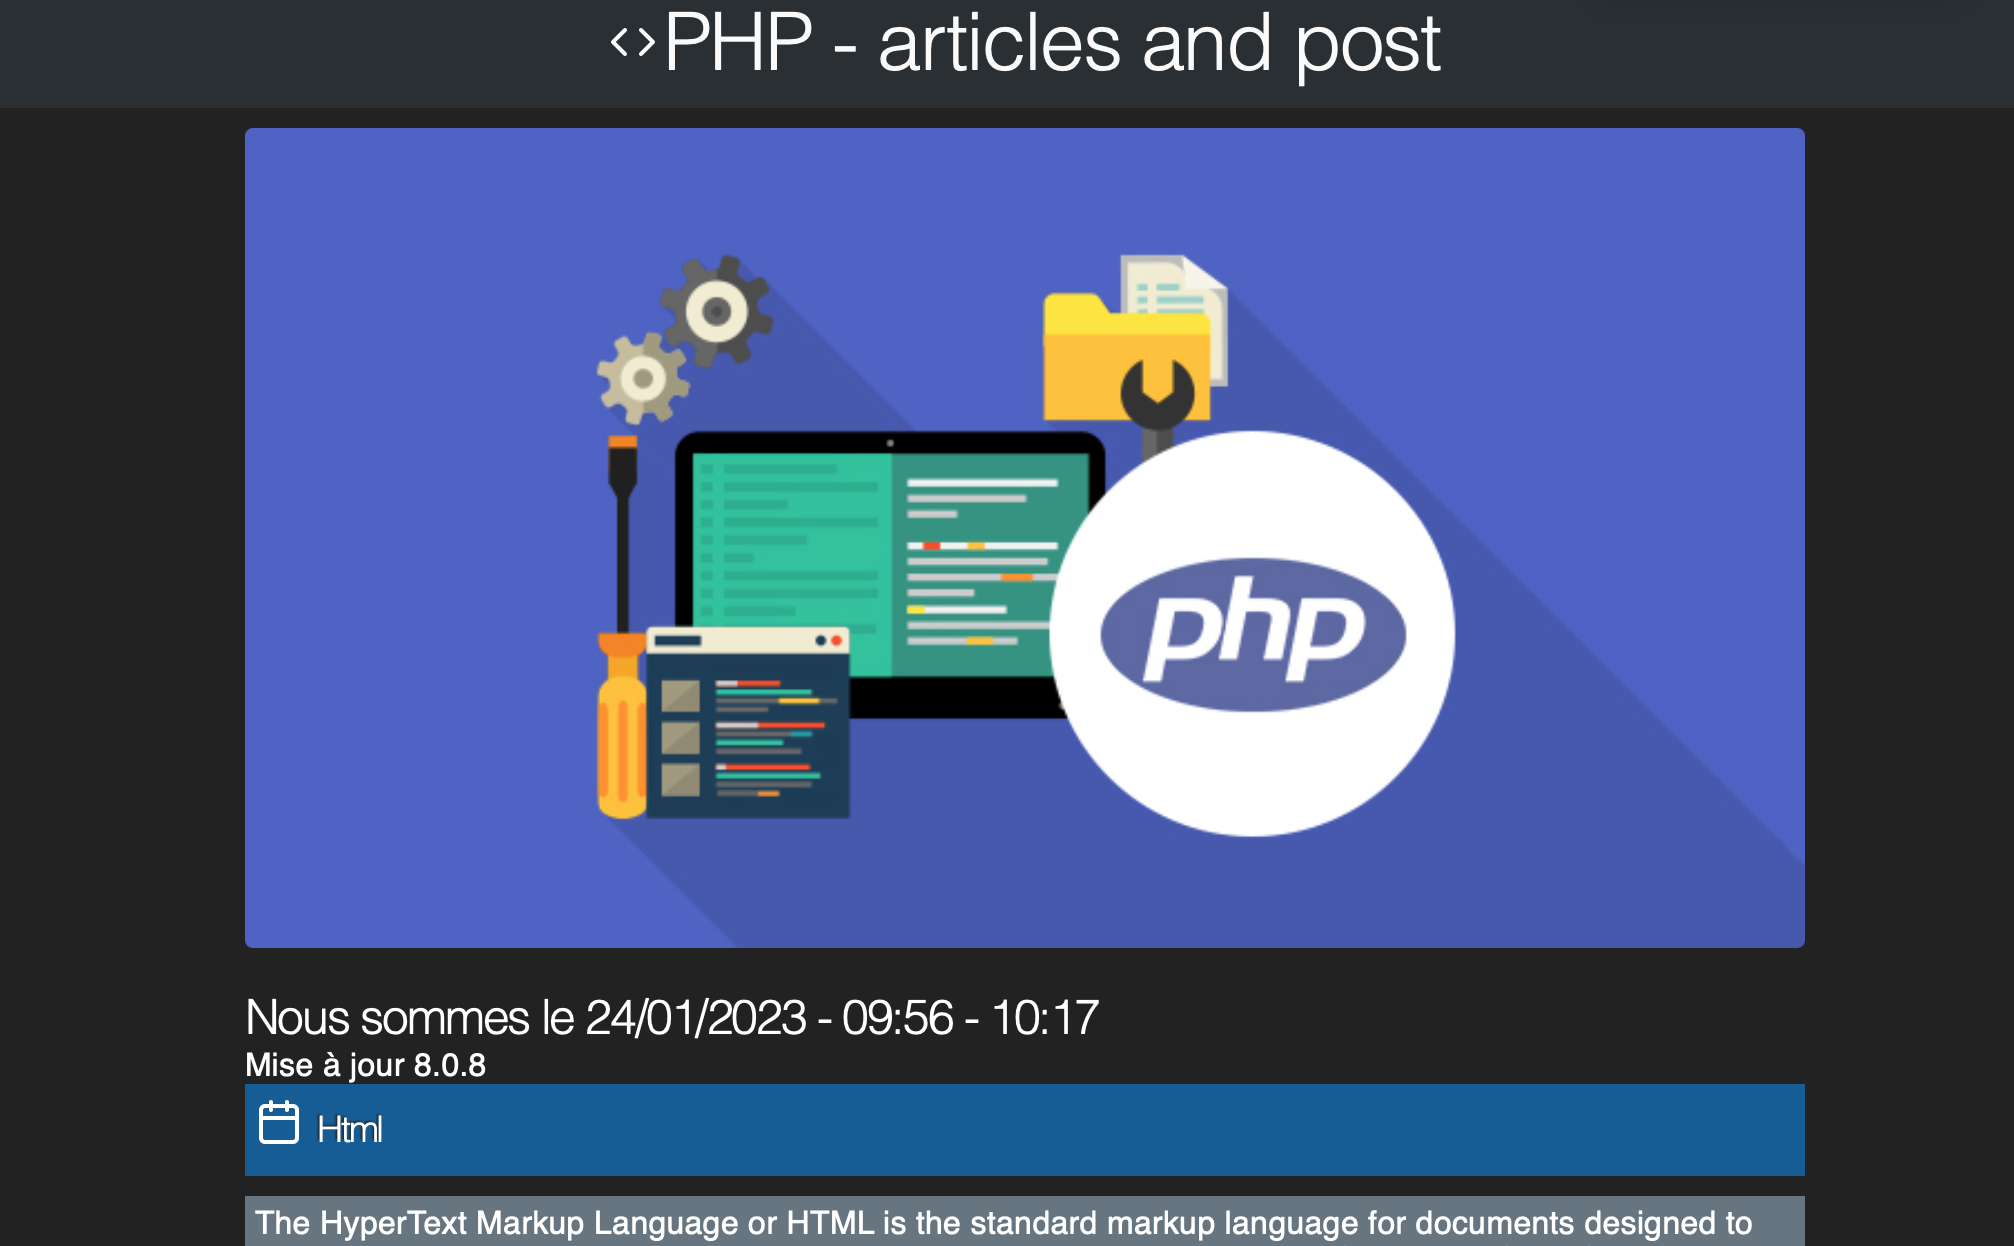 <>PHP - articles and post
php
Nous sommes le 24/01/2023 - 09:56 - 10:17
Mise à jour 8.0.8
Html
The HyperText Markup Language or HTML is the standard markup language for documents designed to